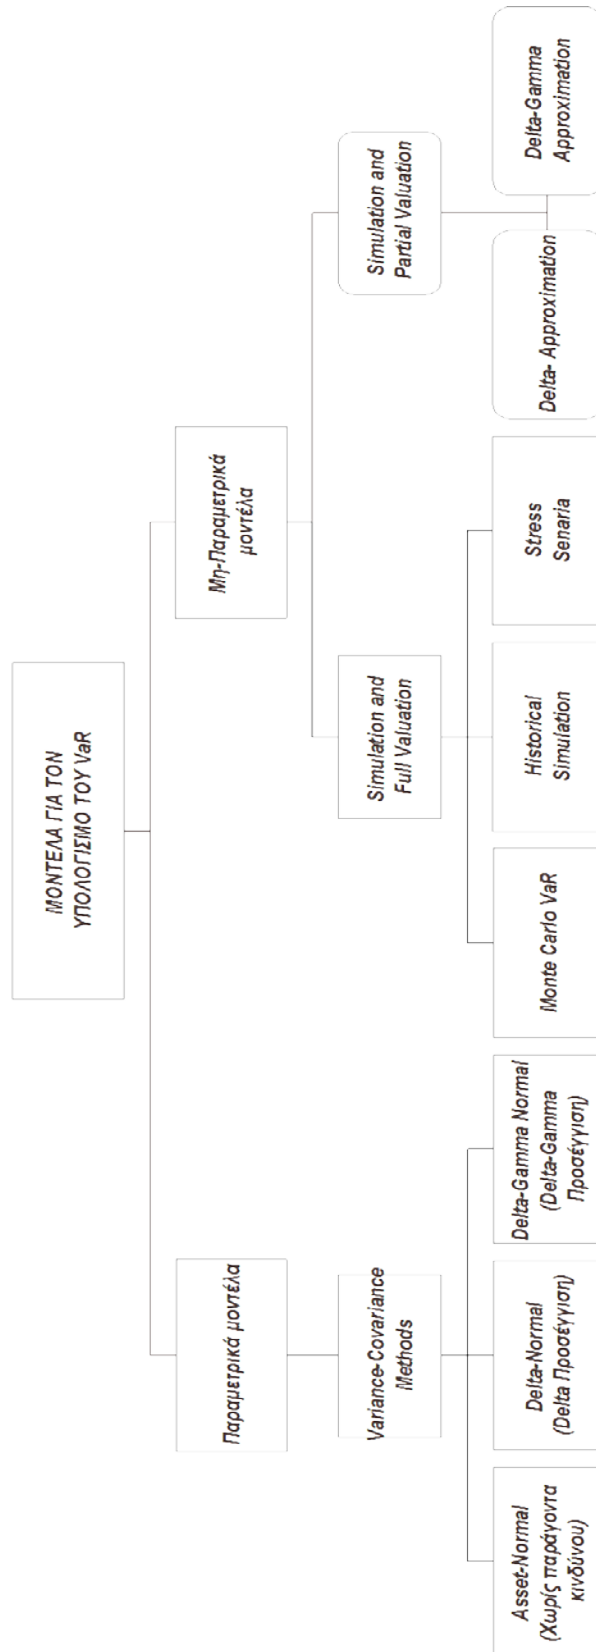 ΜΟΝΤΕΛΑ ΓΙΑ ΤΟΝ
ΥΠΟΛΟΓΙΣΜΟ ΤΟΥ VaR
Παραμετρικά μοντέλα
Μη-Παραμετρικά
μοντέλα
Variance-Covariance
Methods
Simulation and
Full Valuation
Simulation and
Partial Valuation
Asset-Normal
(Χωρίς παράγοντα
κινδύνου)
Delta-Normal
(Delta Προσέγγιση)
Delta-Gamma Normal
(Delta-Gamma
Προσέγγιση)
Monte Carlo VaR
Historical
Simulation
Stress
Senaria
Delta- Approximation
Delta-Gamma
Approximation